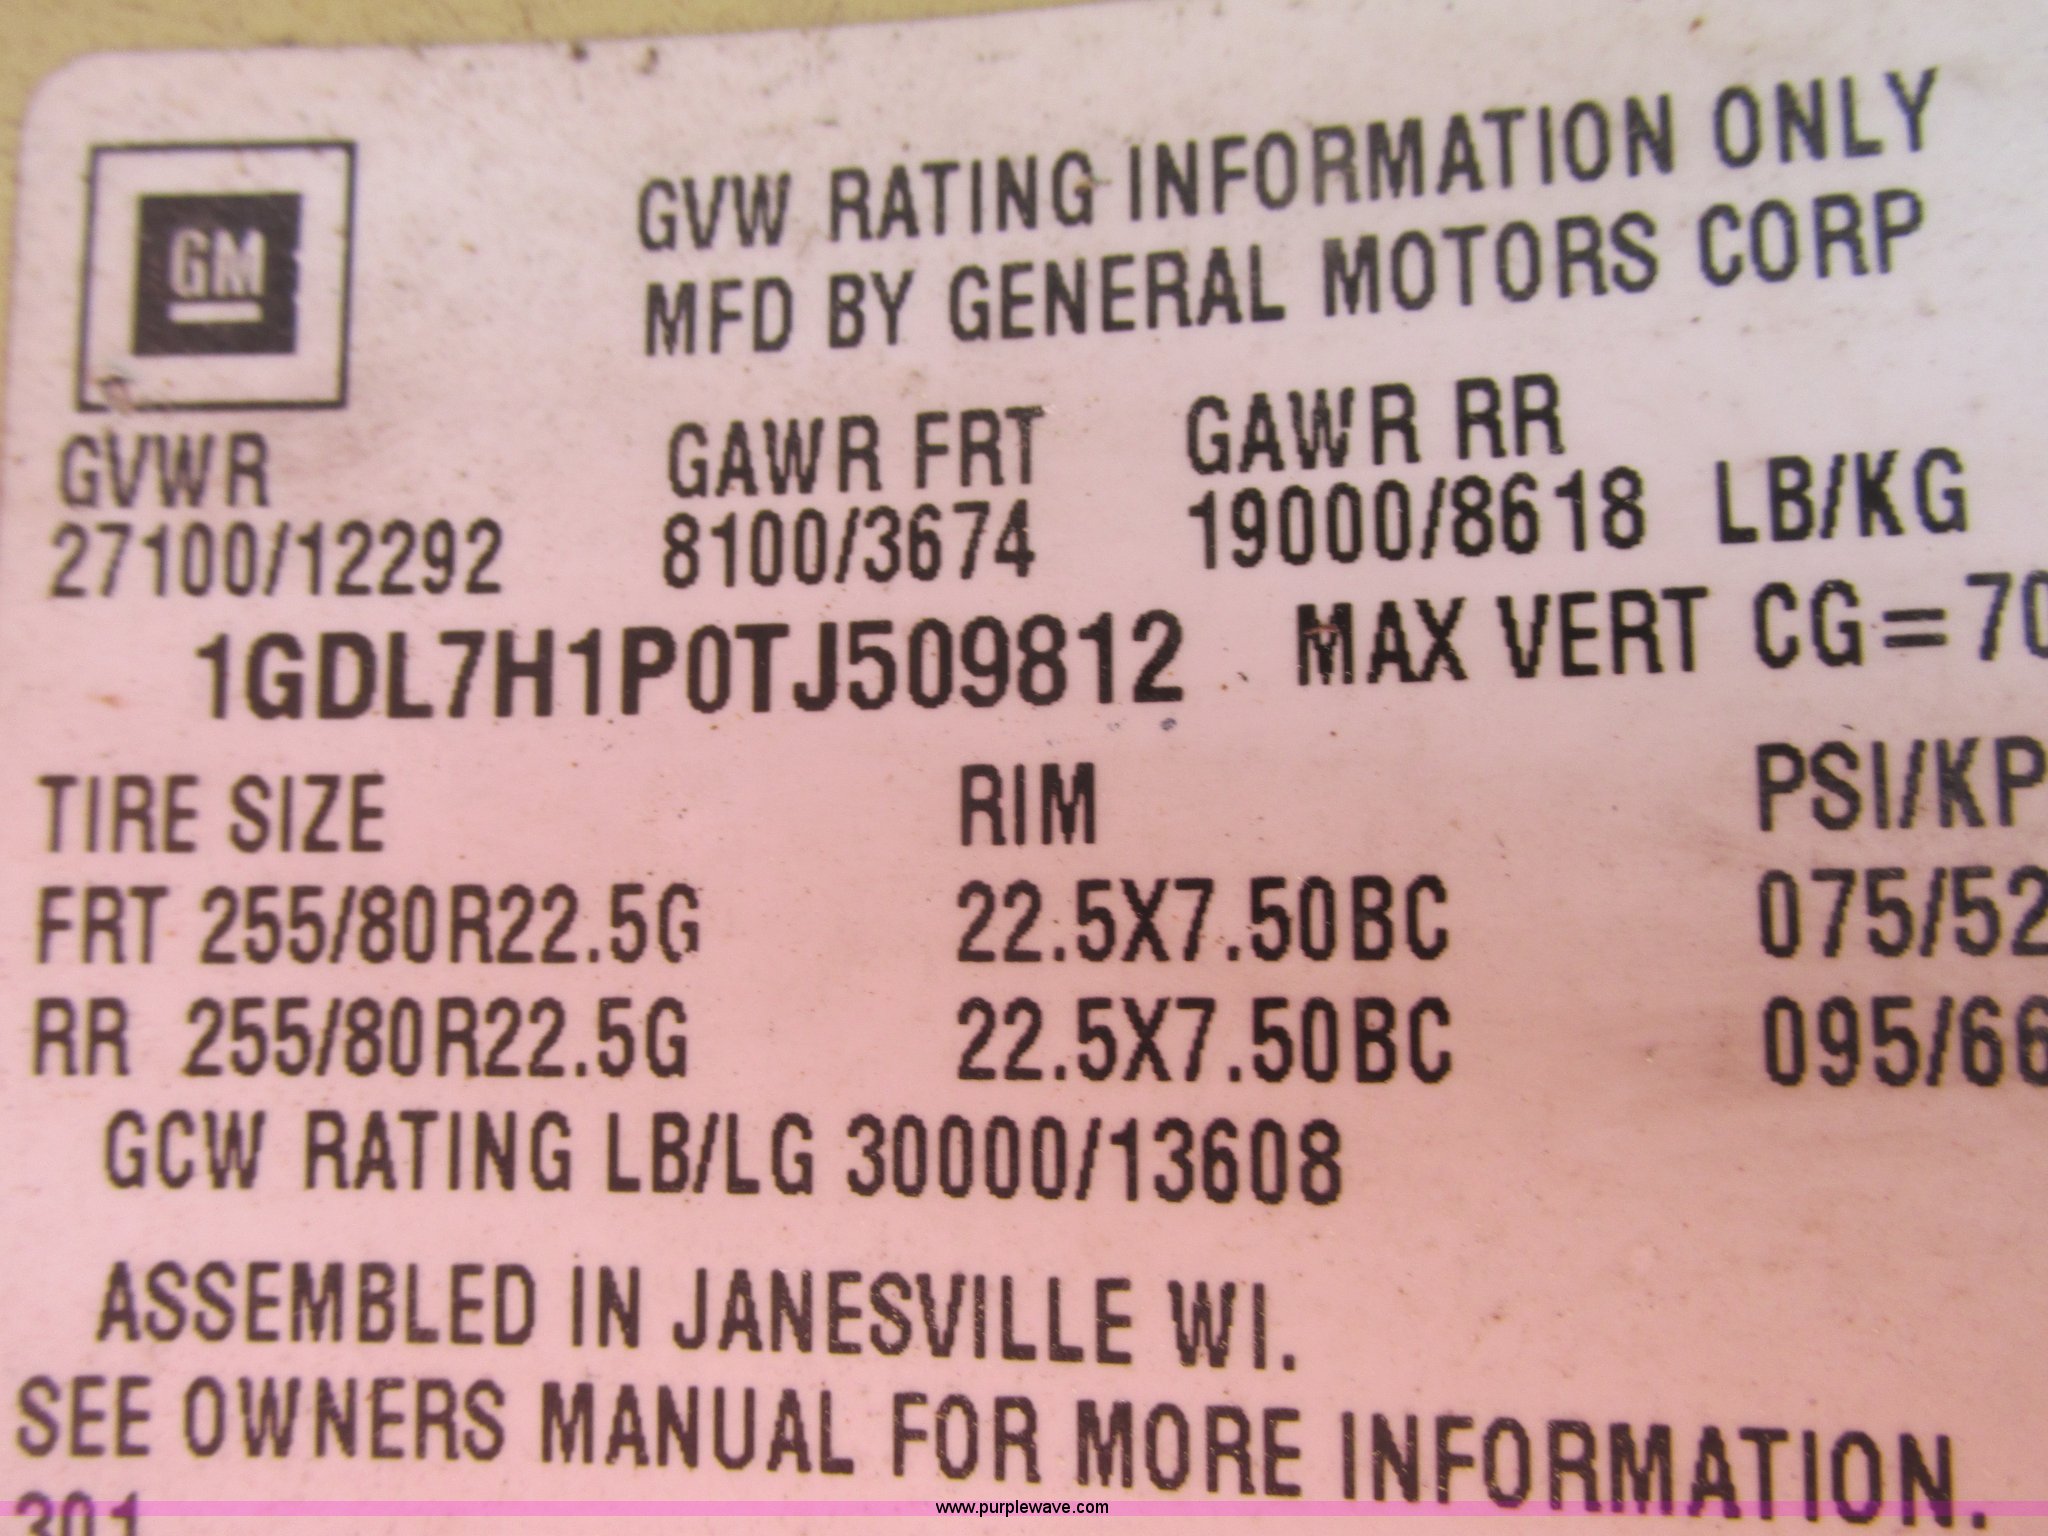 GM
GVW RATING INFORMATION ONLY
MFD BY GENERAL MOTORS CORP
GVWR GAWR FRT GAWR RR
27100/12292 8100/3674 19000/8618 LB/KG
1GDL7H1P0TJ509812 MAX VERT CG=70
TIRE SIZE RIM PSI/KP
FRT 255/80R22.5G 22.5X7.50BC 075/52
RR 255/80R22.5G 22.5X7.50BC 095/66
GCW RATING LB/LG 30000/13608
ASSEMBLED IN JANESVILLE WI.
SEE OWNERS MANUAL FOR MORE INFORMATION.
301
www.purplewave.com